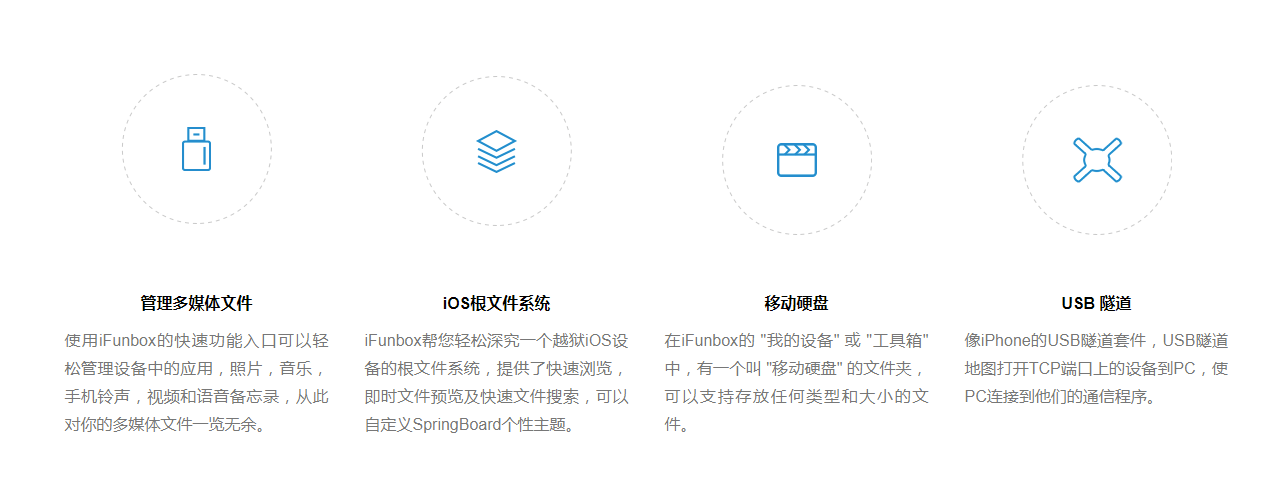 管理多媒体文件
使用iFunbox的快速功能入口可以轻
松管理设备中的应用，照片，音乐，
手机铃声，视频和语音备忘录，从此
对你的多媒体文件一览无余。
iOS根文件系统
iFunbox帮您轻松深究一个越狱iOS设
备的根文件系统，提供了快速浏览，
即时文件预览及快速文件搜索，可以
自定义SpringBoard个性主题。
移动硬盘
在iFunbox的 "我的设备" 或 "工具箱"
中，有一个叫 "移动硬盘" 的文件夹，
可以支持存放任何类型和大小的文
件。
USB 隧道
像iPhone的USB隧道套件，USB隧道
地图打开TCP端口上的设备到PC，使
PC连接到他们的通信程序。